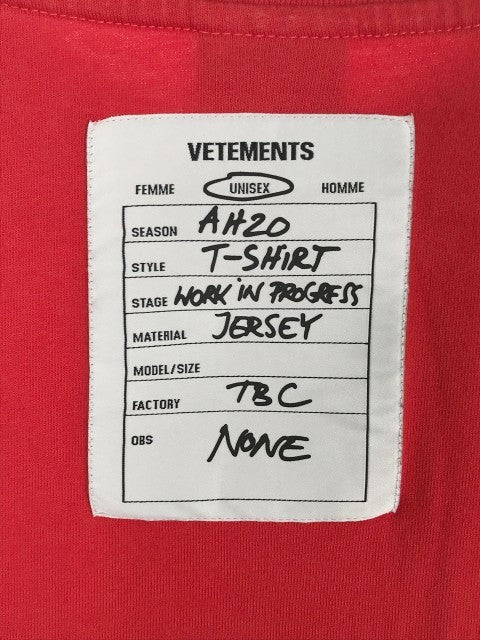 VETEMENTS
FEMME UNISEX HOMME
SEASON AH20
STYLE T-SHIRT
STAGE WORK iN PROGRESS
MATERIAL JERSEY
MODEL/SIZE
FACTORY TBC
OBS NONE